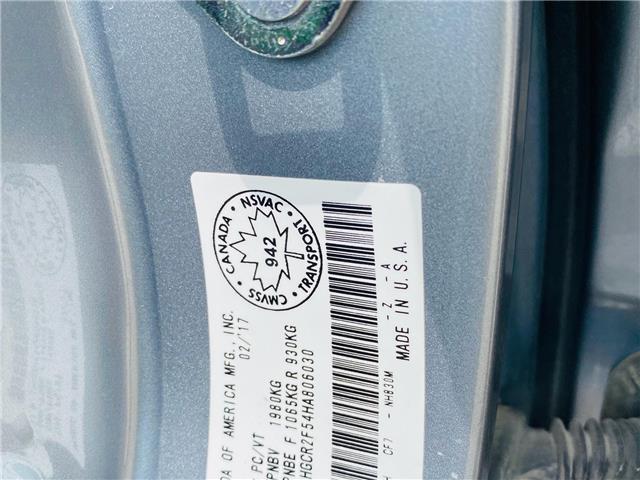 CANADA • NSVAC • TRANSPORT • CMVSS •
942
DA OF AMERICA MFG., INC.
02/17
PC/VT
PNBV 1980KG
PNBE F 1065KG R 930KG
HGCR2F54HA806030
CF7 - NH830M - Z - A
MADE IN U.S.A.